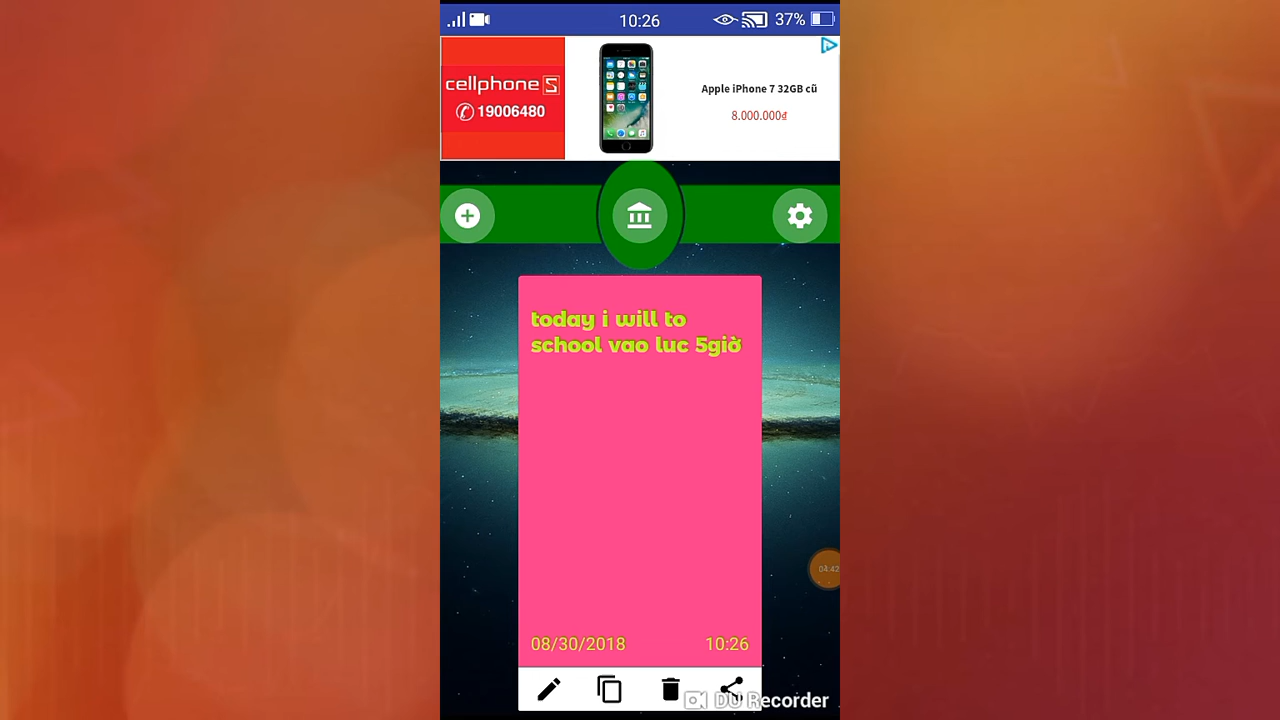 10:26
37%
cellphone S
19006480
Apple iPhone 7 32GB cũ
8.000.000₫
today i will to
school vao luc 5giờ
04:42
08/30/2018
10:26
DU Recorder